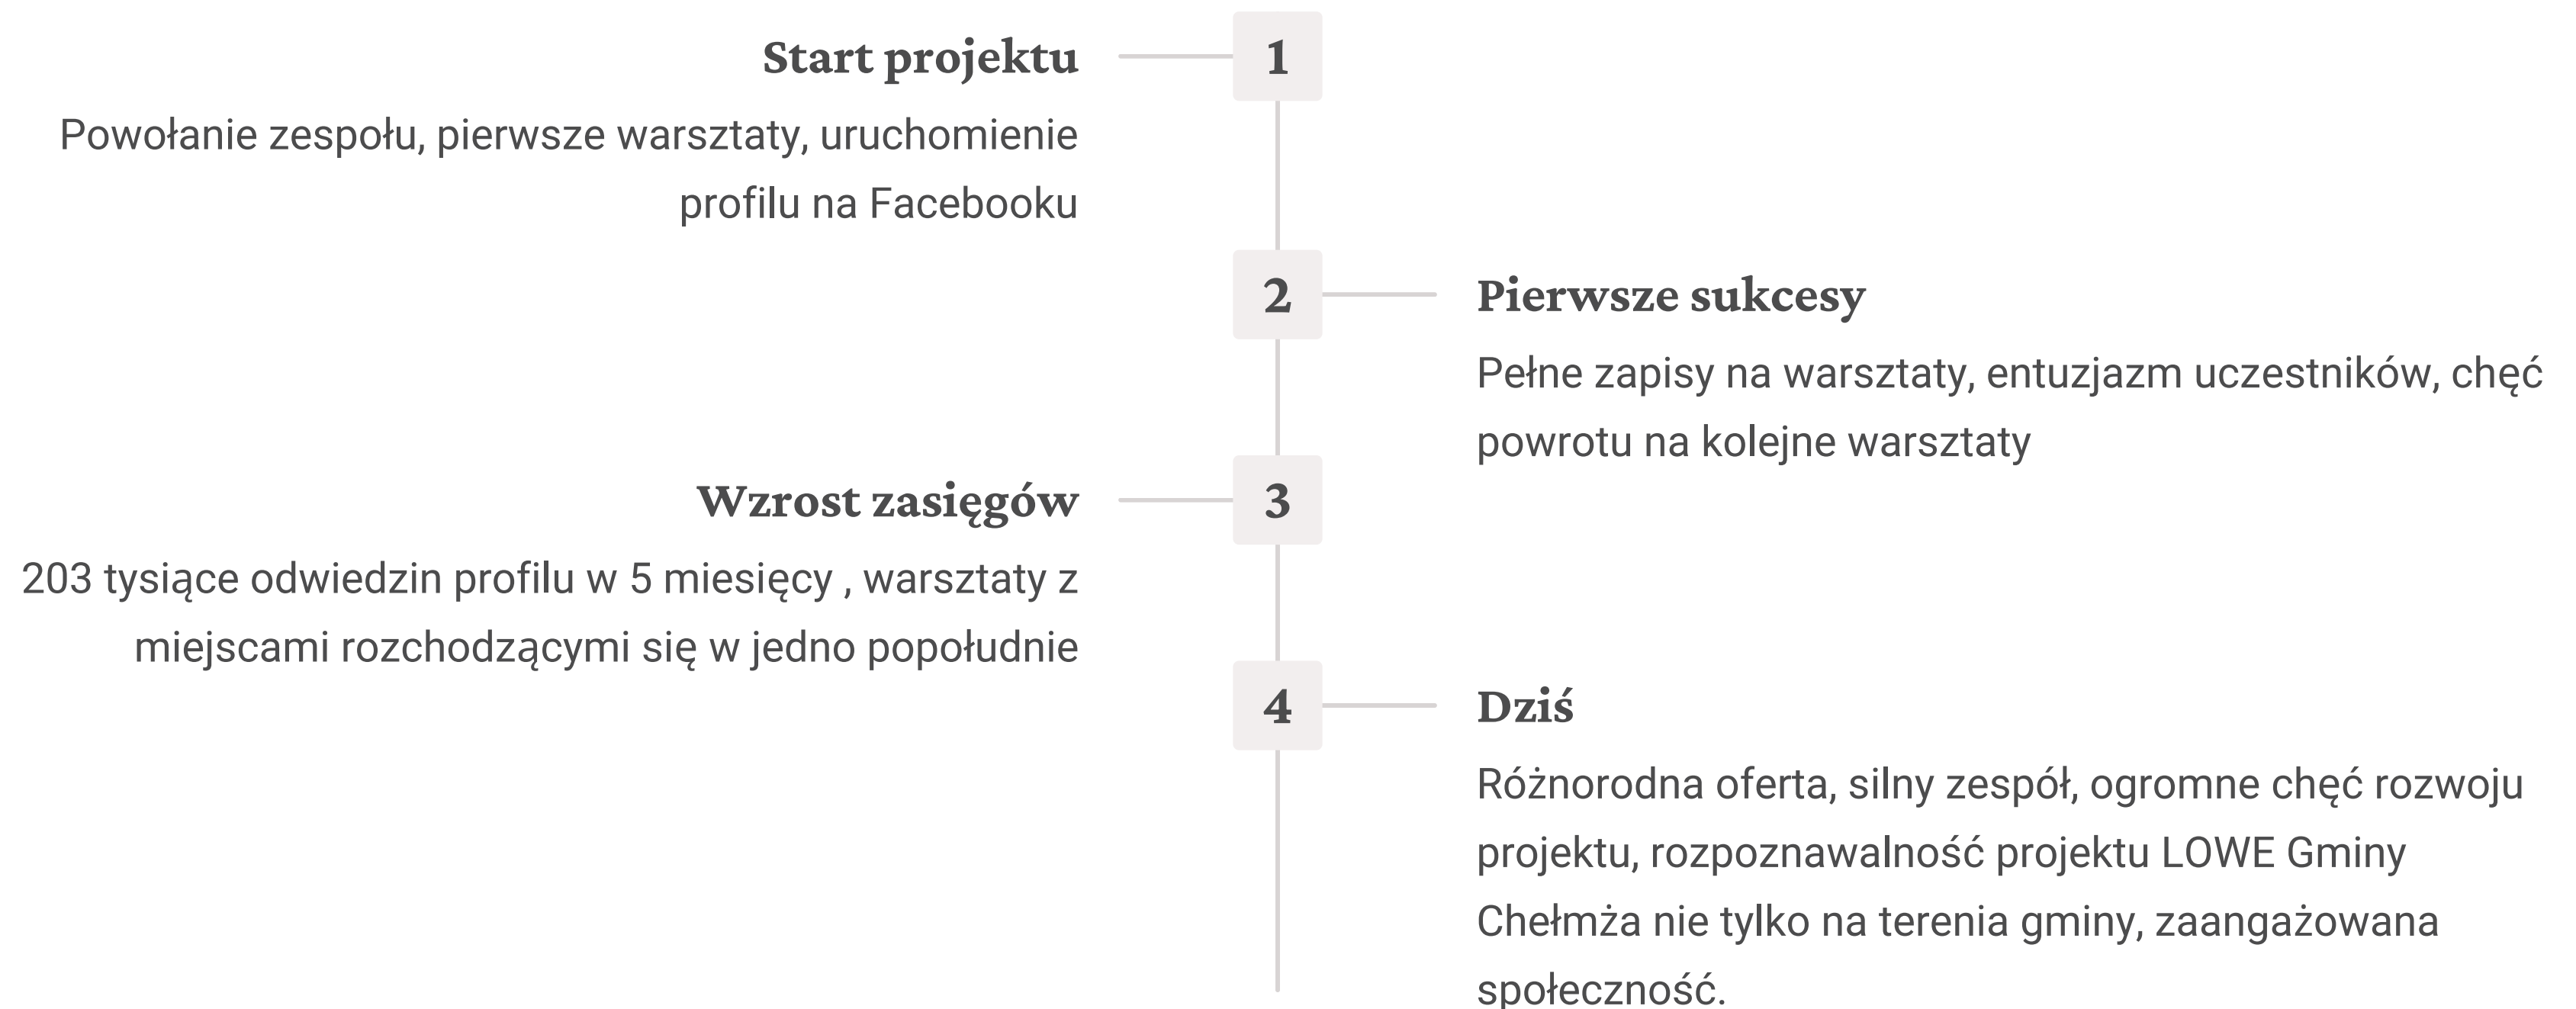 Start projektu
1
Powołanie zespołu, pierwsze warsztaty, uruchomienie
profilu na Facebooku
2
Pierwsze sukcesy
Pełne zapisy na warsztaty, entuzjazm uczestników, chęć
powrotu na kolejne warsztaty
Wzrost zasięgów
3
203 tysiące odwiedzin profilu w 5 miesięcy , warsztaty z
miejscami rozchodzącymi się w jedno popołudnie
4
Dziś
Różnorodna oferta, silny zespół, ogromne chęć rozwoju
projektu, rozpoznawalność projektu LOWE Gminy
Chełmża nie tylko na terenia gminy, zaangażowana
społeczność.